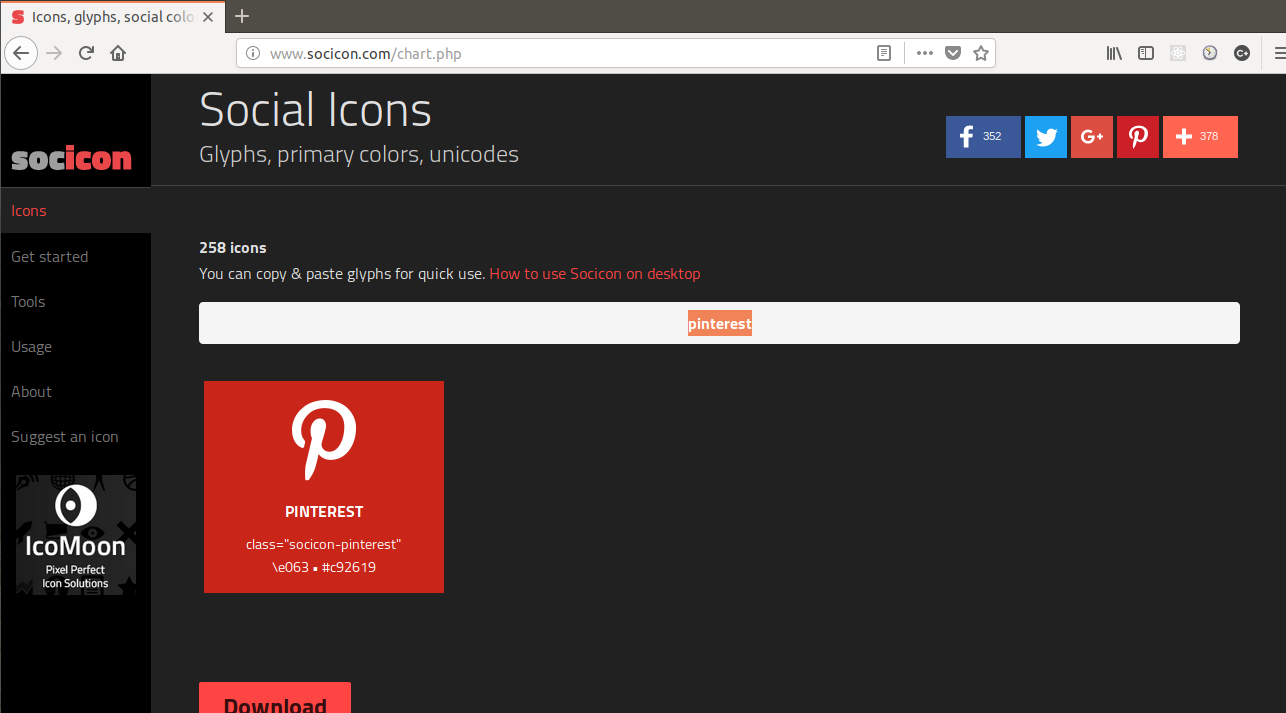 Icons, glyphs, social colo
www.socicon.com/chart.php
socicon
Icons
Get started
Tools
Usage
About
Suggest an icon
IcoMoon
Pixel Perfect
Icon Solutions
Social Icons
Glyphs, primary colors, unicodes
352
G+
378
258 icons
You can copy & paste glyphs for quick use. How to use Socicon on desktop
pinterest
PINTEREST
class="socicon-pinterest"
\e063 • #c92619
Download